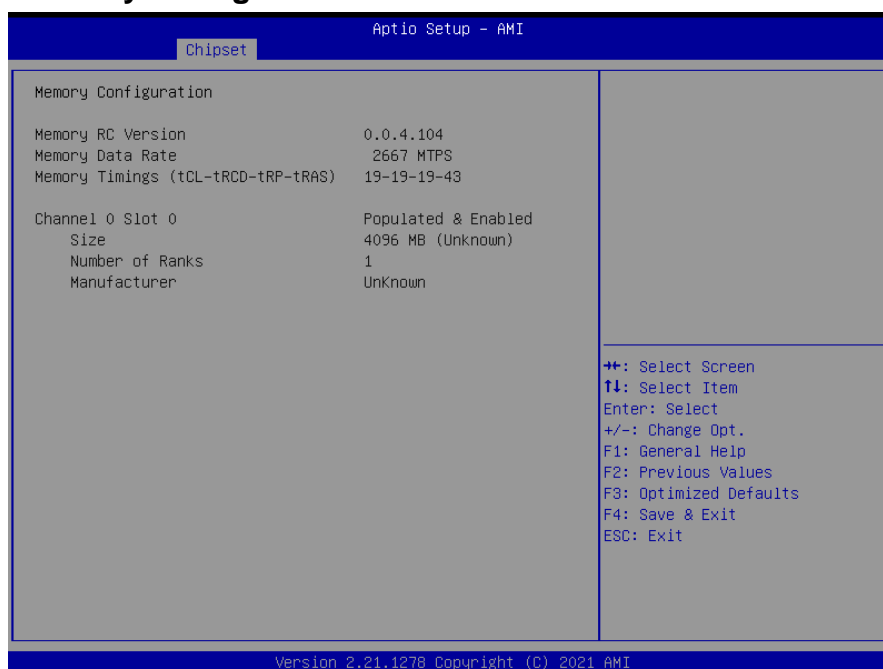 Aptio Setup – AMI
Chipset
Memory Configuration
Memory RC Version 0.0.4.104
Memory Data Rate 2667 MTPS
Memory Timings (tCL-tRCD-tRP-tRAS) 19-19-19-43
Channel 0 Slot 0 Populated & Enabled
Size 4096 MB (Unknown)
Number of Ranks 1
Manufacturer UnKnown
→←: Select Screen
↑↓: Select Item
Enter: Select
+/-: Change Opt.
F1: General Help
F2: Previous Values
F3: Optimized Defaults
F4: Save & Exit
ESC: Exit
Version 2.21.1278 Copyright (C) 2021 AMI